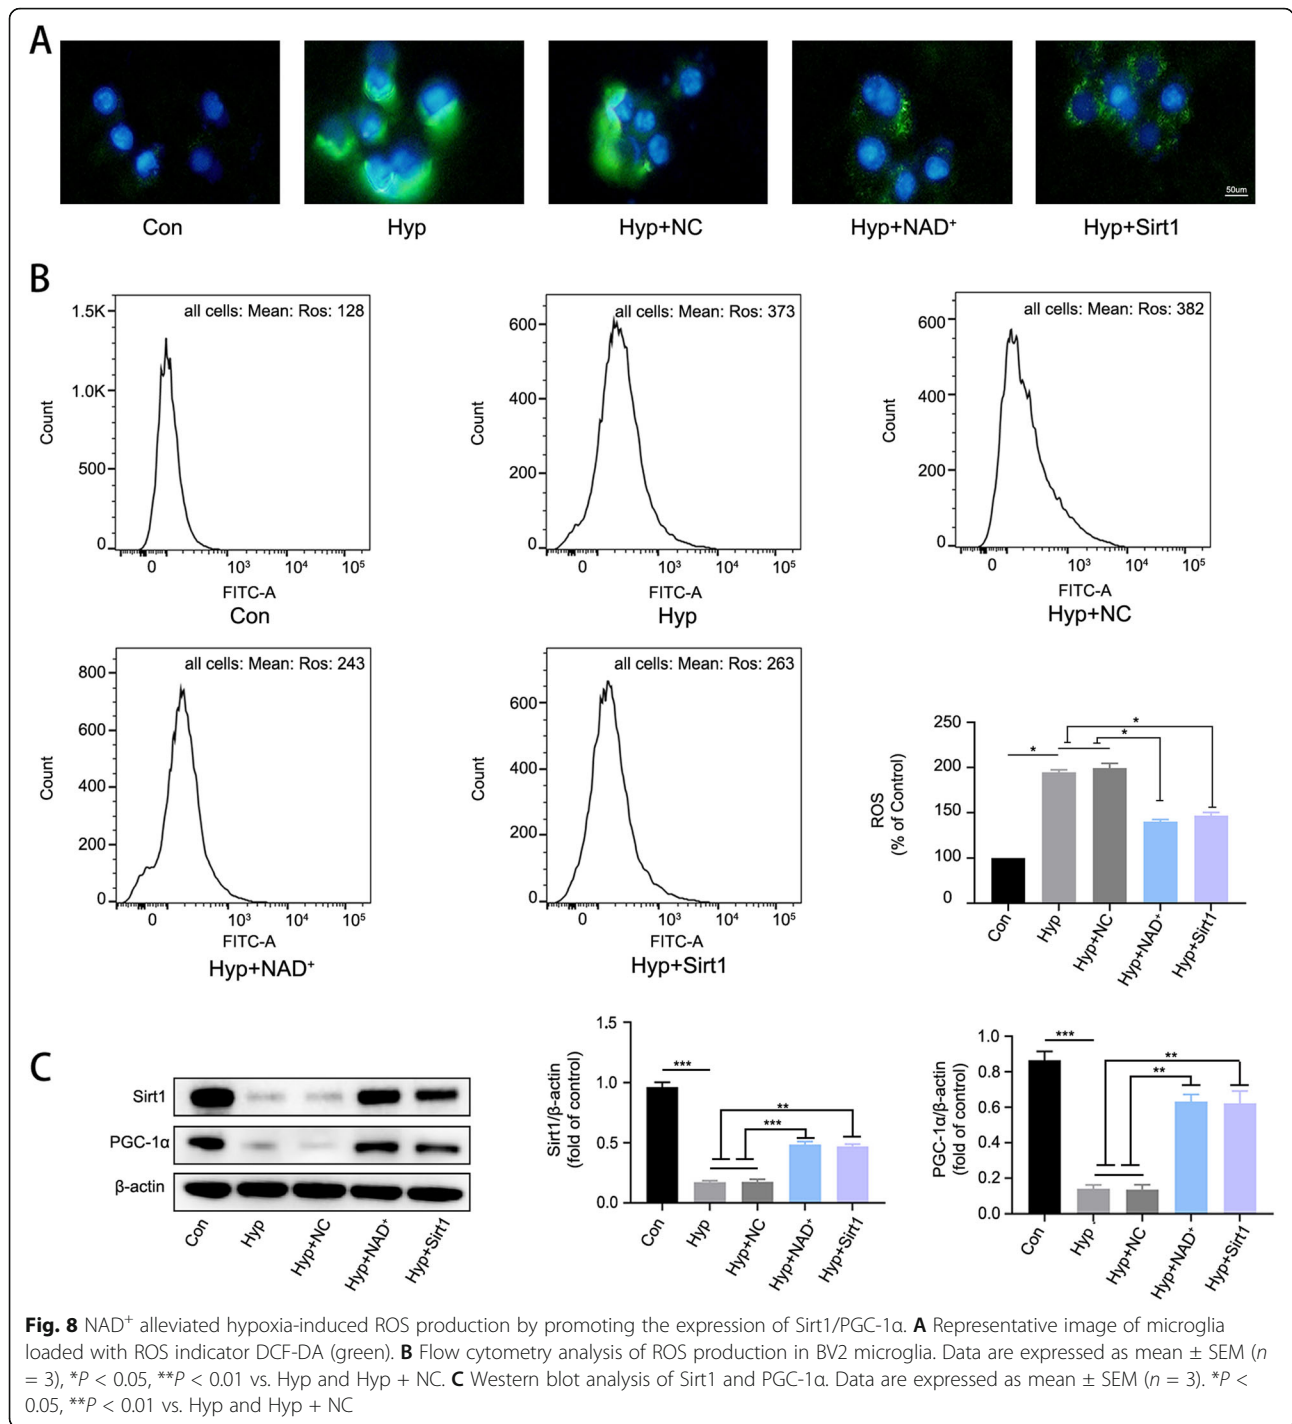 A
50um
Con Hyp Hyp+NC Hyp+NAD⁺ Hyp+Sirt1
B
all cells: Mean: Ros: 128
1.5K
1.0K
500
0
Count
0 10³ 10⁴ 10⁵
FITC-A
Con
all cells: Mean: Ros: 373
600
400
200
0
Count
0 10³ 10⁴ 10⁵
FITC-A
Hyp
all cells: Mean: Ros: 382
600
400
200
0
Count
0 10³ 10⁴ 10⁵
FITC-A
Hyp+NC
all cells: Mean: Ros: 243
800
600
400
200
0
Count
0 10³ 10⁴ 10⁵
FITC-A
Hyp+NAD⁺
all cells: Mean: Ros: 263
600
400
200
0
Count
0 10³ 10⁴ 10⁵
FITC-A
Hyp+Sirt1
250
200
150
100
0
ROS
(% of Control)
*
*
*
Con Hyp Hyp+NC Hyp+NAD⁺ Hyp+Sirt1
C
Sirt1
PGC-1α
β-actin
Con Hyp Hyp+NC Hyp+NAD⁺ Hyp+Sirt1
1.5
1.0
0.5
0.0
Sirt1/β-actin
(fold of control)
***
**
***
Con Hyp Hyp+NC Hyp+NAD⁺ Hyp+Sirt1
1.0
0.8
0.6
0.4
0.2
0.0
PGC-1α/β-actin
(fold of control)
***
**
**
Con Hyp Hyp+NC Hyp+NAD⁺ Hyp+Sirt1
Fig. 8 NAD⁺ alleviated hypoxia-induced ROS production by promoting the expression of Sirt1/PGC-1α. A Representative image of microglia
loaded with ROS indicator DCF-DA (green). B Flow cytometry analysis of ROS production in BV2 microglia. Data are expressed as mean ± SEM (n
= 3), *P < 0.05, **P < 0.01 vs. Hyp and Hyp + NC. C Western blot analysis of Sirt1 and PGC-1α. Data are expressed as mean ± SEM (n = 3). *P <
0.05, **P < 0.01 vs. Hyp and Hyp + NC